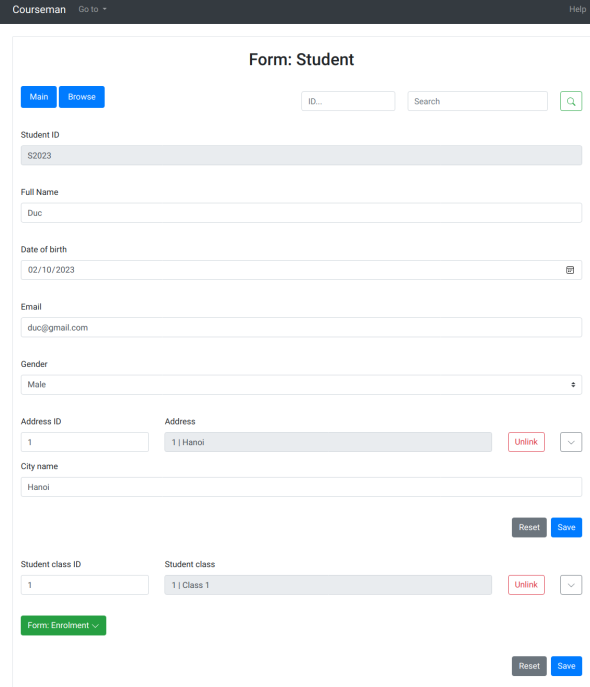 Courseman Go to Help
Form: Student
Main Browse ID... Search
Student ID
S2023
Full Name
Duc
Date of birth
02/10/2023
Email
duc@gmail.com
Gender
Male
Address ID Address
1 1 | Hanoi Unlink
City name
Hanoi
Reset Save
Student class ID Student class
1 1 | Class 1 Unlink
Form: Enrolment
Reset Save